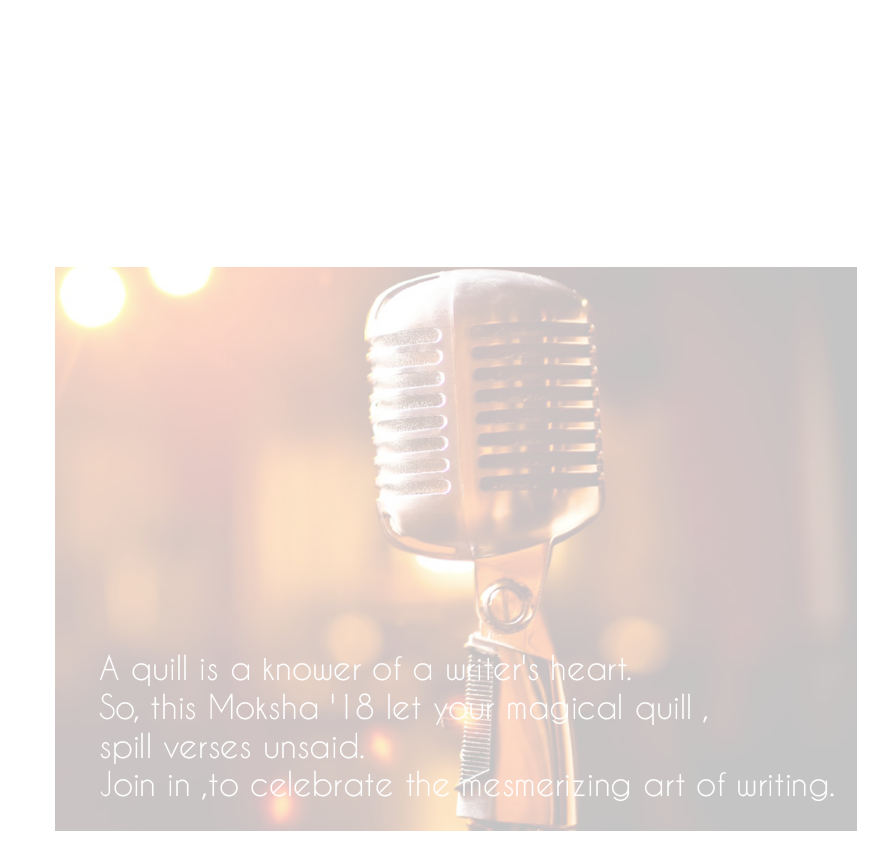 A quill is a knower of a writer's heart.
So, this Moksha '18 let your magical quill ,
spill verses unsaid.
Join in ,to celebrate the mesmerizing art of writing.